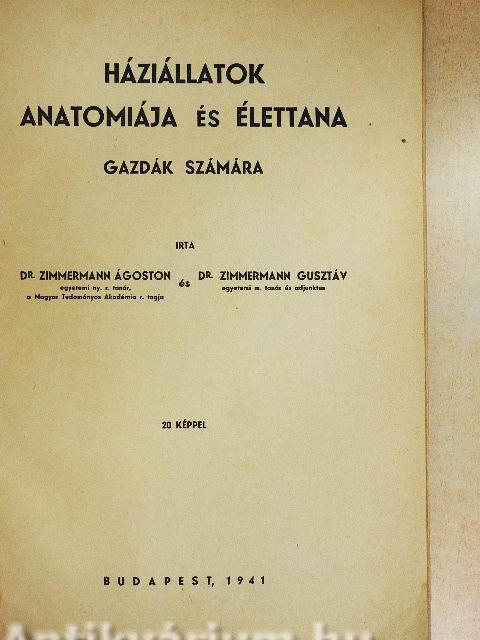 HÁZIÁLLATOK
ANATOMIÁJA ÉS ÉLETTANA
GAZDÁK SZÁMÁRA
IRTA
DR. ZIMMERMANN ÁGOSTON
egyetemi ny. r. tanár,
a Magyar Tudományos Akadémia r. tagja
és
DR. ZIMMERMANN GUSZTÁV
egyetemi m. tanár és adjunktus
20 KÉPPEL
BUDAPEST, 1941
Antikvárium.hu